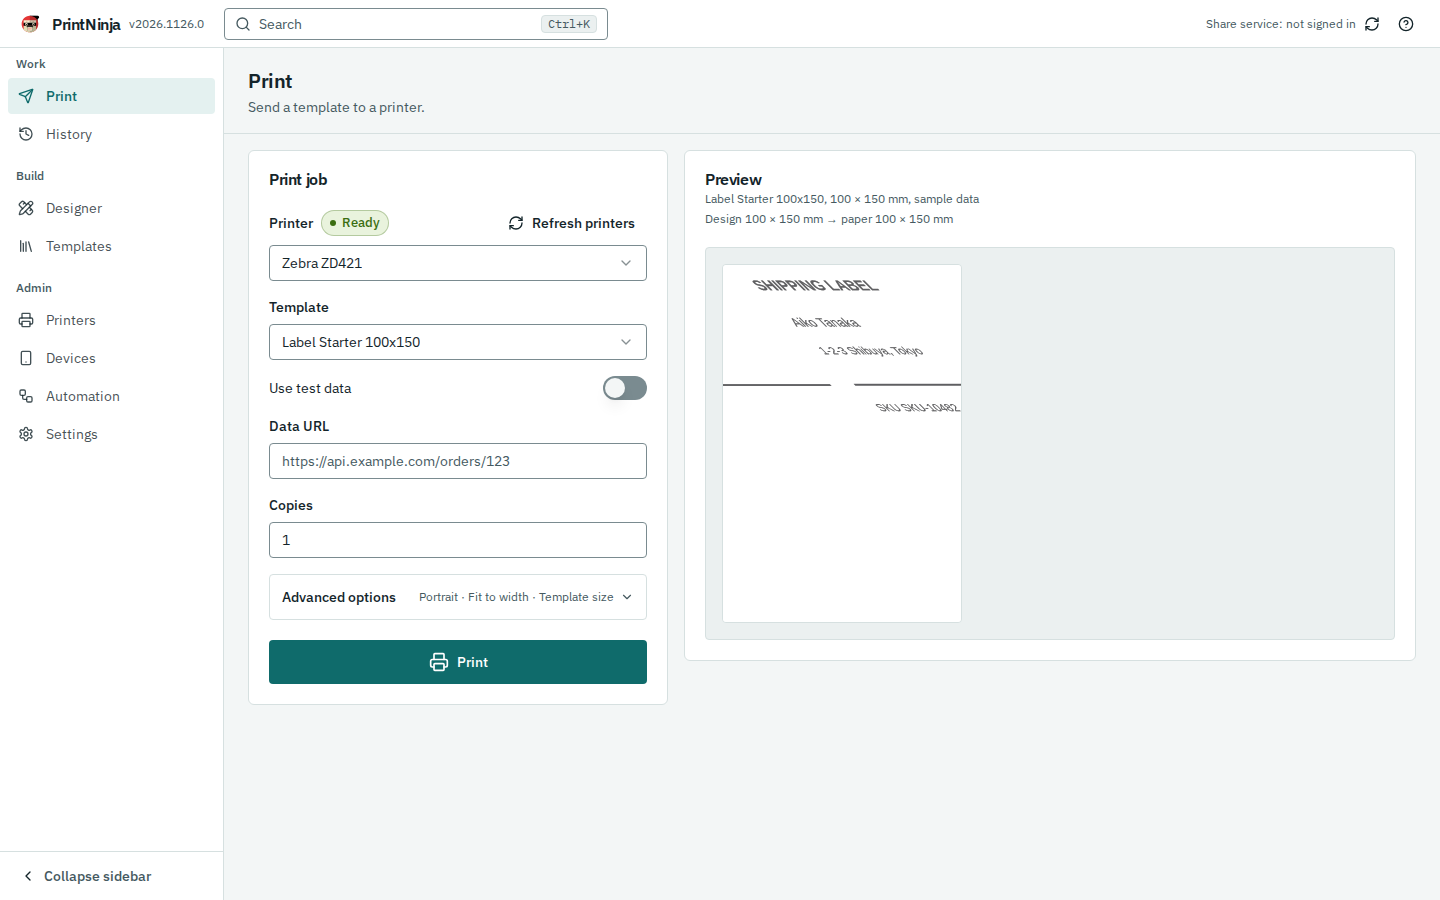 PrintNinja v2026.1126.0
Search Ctrl+K
Share service: not signed in
Work
Print
History
Build
Designer
Templates
Admin
Printers
Devices
Automation
Settings
Collapse sidebar
Print
Send a template to a printer.
Print job
Printer Ready Refresh printers
Zebra ZD421
Template
Label Starter 100x150
Use test data
Data URL
https://api.example.com/orders/123
Copies
1
Advanced options Portrait · Fit to width · Template size
Print
Preview
Label Starter 100x150, 100 × 150 mm, sample data
Design 100 × 150 mm → paper 100 × 150 mm
SHIPPING LABEL
Aiko Tanaka
1-2-3 Shibuya, Tokyo
SKU SKU-10482